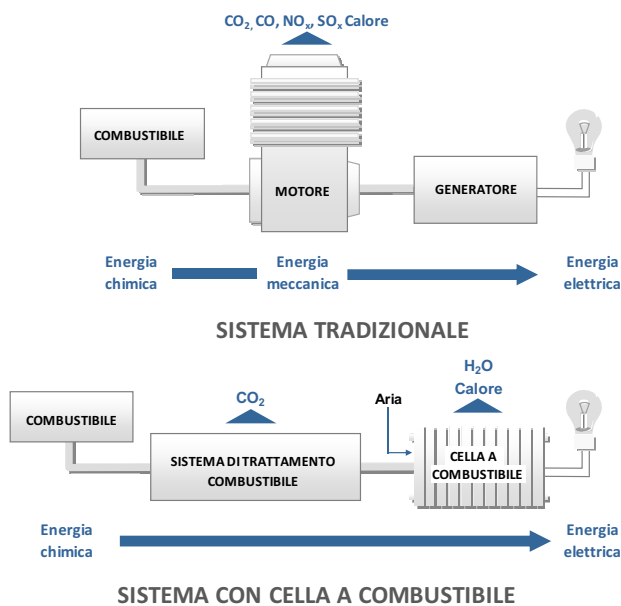 CO₂, CO, NOₓ, SOₓ Calore
COMBUSTIBILE
MOTORE
GENERATORE
Energia
chimica
Energia
meccanica
Energia
elettrica
SISTEMA TRADIZIONALE
H₂O
Calore
CO₂
Aria
COMBUSTIBILE
SISTEMA DI TRATTAMENTO
COMBUSTIBILE
CELLA A
COMBUSTIBILE
Energia
chimica
Energia
elettrica
SISTEMA CON CELLA A COMBUSTIBILE